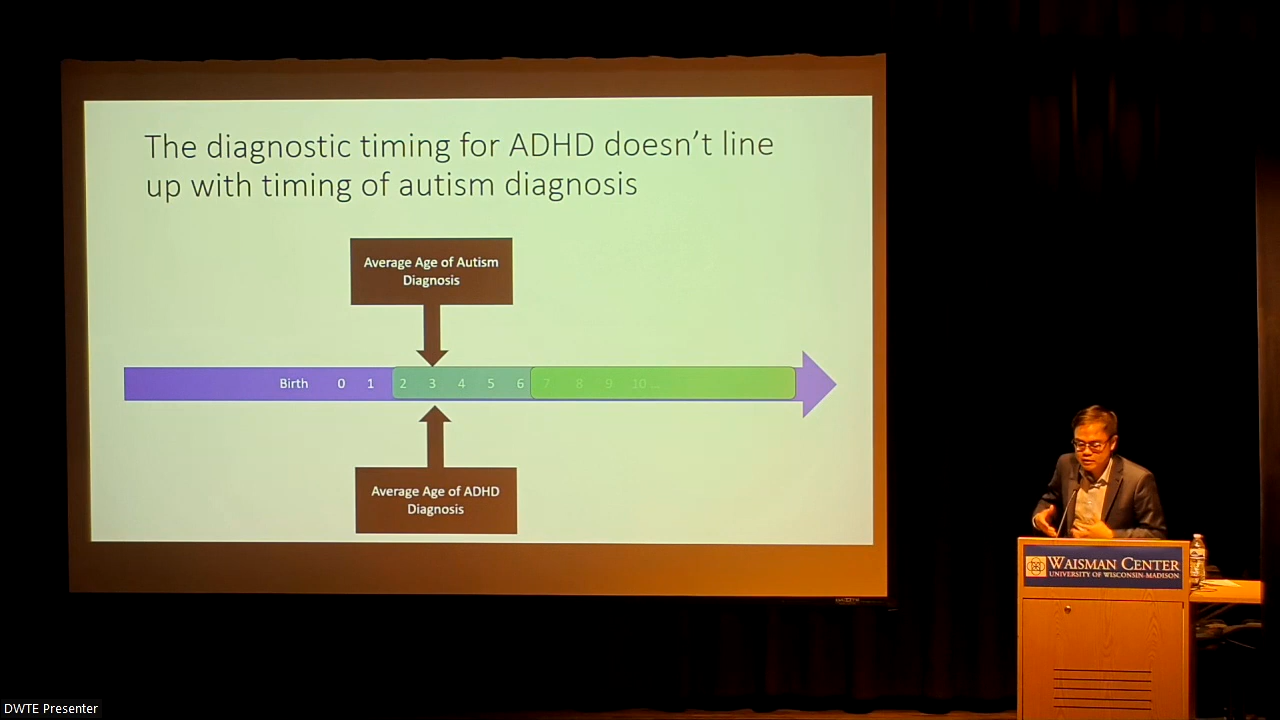 The diagnostic timing for ADHD doesn't line
up with timing of autism diagnosis
Average Age of Autism
Diagnosis
Birth 0 1 2 3 4 5 6 7 8 9 10 ...
Average Age of ADHD
Diagnosis
WAISMAN CENTER
UNIVERSITY OF WISCONSIN-MADISON
DWTE Presenter